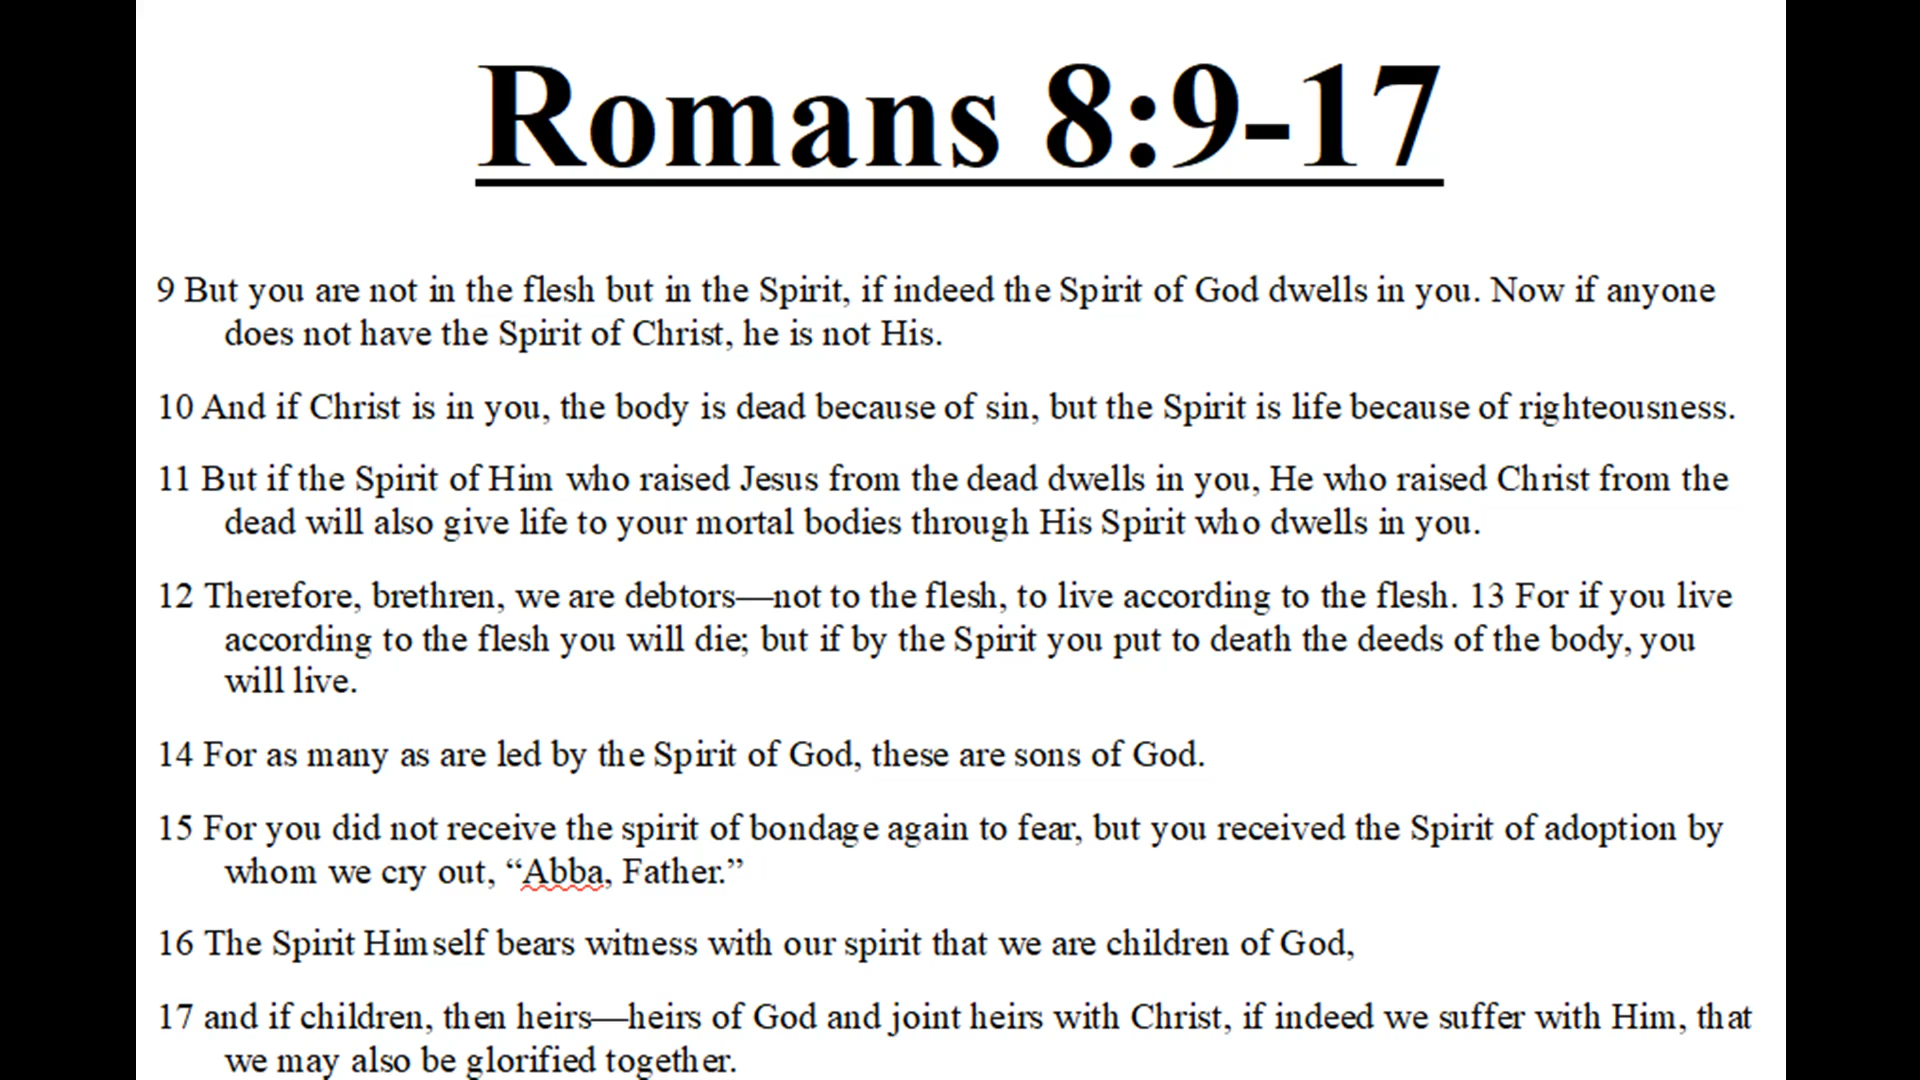 Romans 8:9-17
9 But you are not in the flesh but in the Spirit, if indeed the Spirit of God dwells in you. Now if anyone
does not have the Spirit of Christ, he is not His.
10 And if Christ is in you, the body is dead because of sin, but the Spirit is life because of righteousness.
11 But if the Spirit of Him who raised Jesus from the dead dwells in you, He who raised Christ from the
dead will also give life to your mortal bodies through His Spirit who dwells in you.
12 Therefore, brethren, we are debtors—not to the flesh, to live according to the flesh. 13 For if you live
according to the flesh you will die; but if by the Spirit you put to death the deeds of the body, you
will live.
14 For as many as are led by the Spirit of God, these are sons of God.
15 For you did not receive the spirit of bondage again to fear, but you received the Spirit of adoption by
whom we cry out, “Abba, Father.”
16 The Spirit Himself bears witness with our spirit that we are children of God,
17 and if children, then heirs—heirs of God and joint heirs with Christ, if indeed we suffer with Him, that
we may also be glorified together.